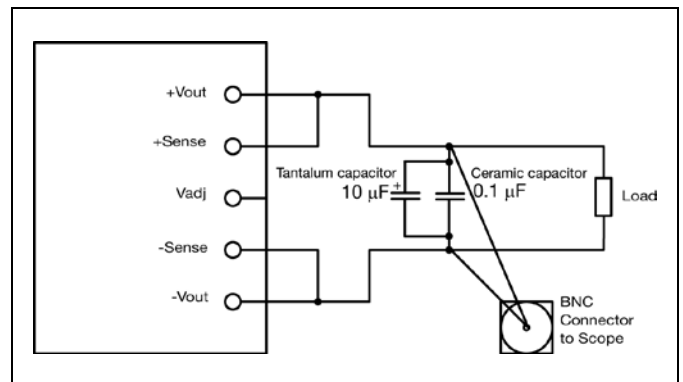 +Vout
+Sense
Vadj
-Sense
-Vout
Tantalum capacitor
10 µF
+
Ceramic capacitor
0.1 µF
Load
BNC
Connector
to Scope